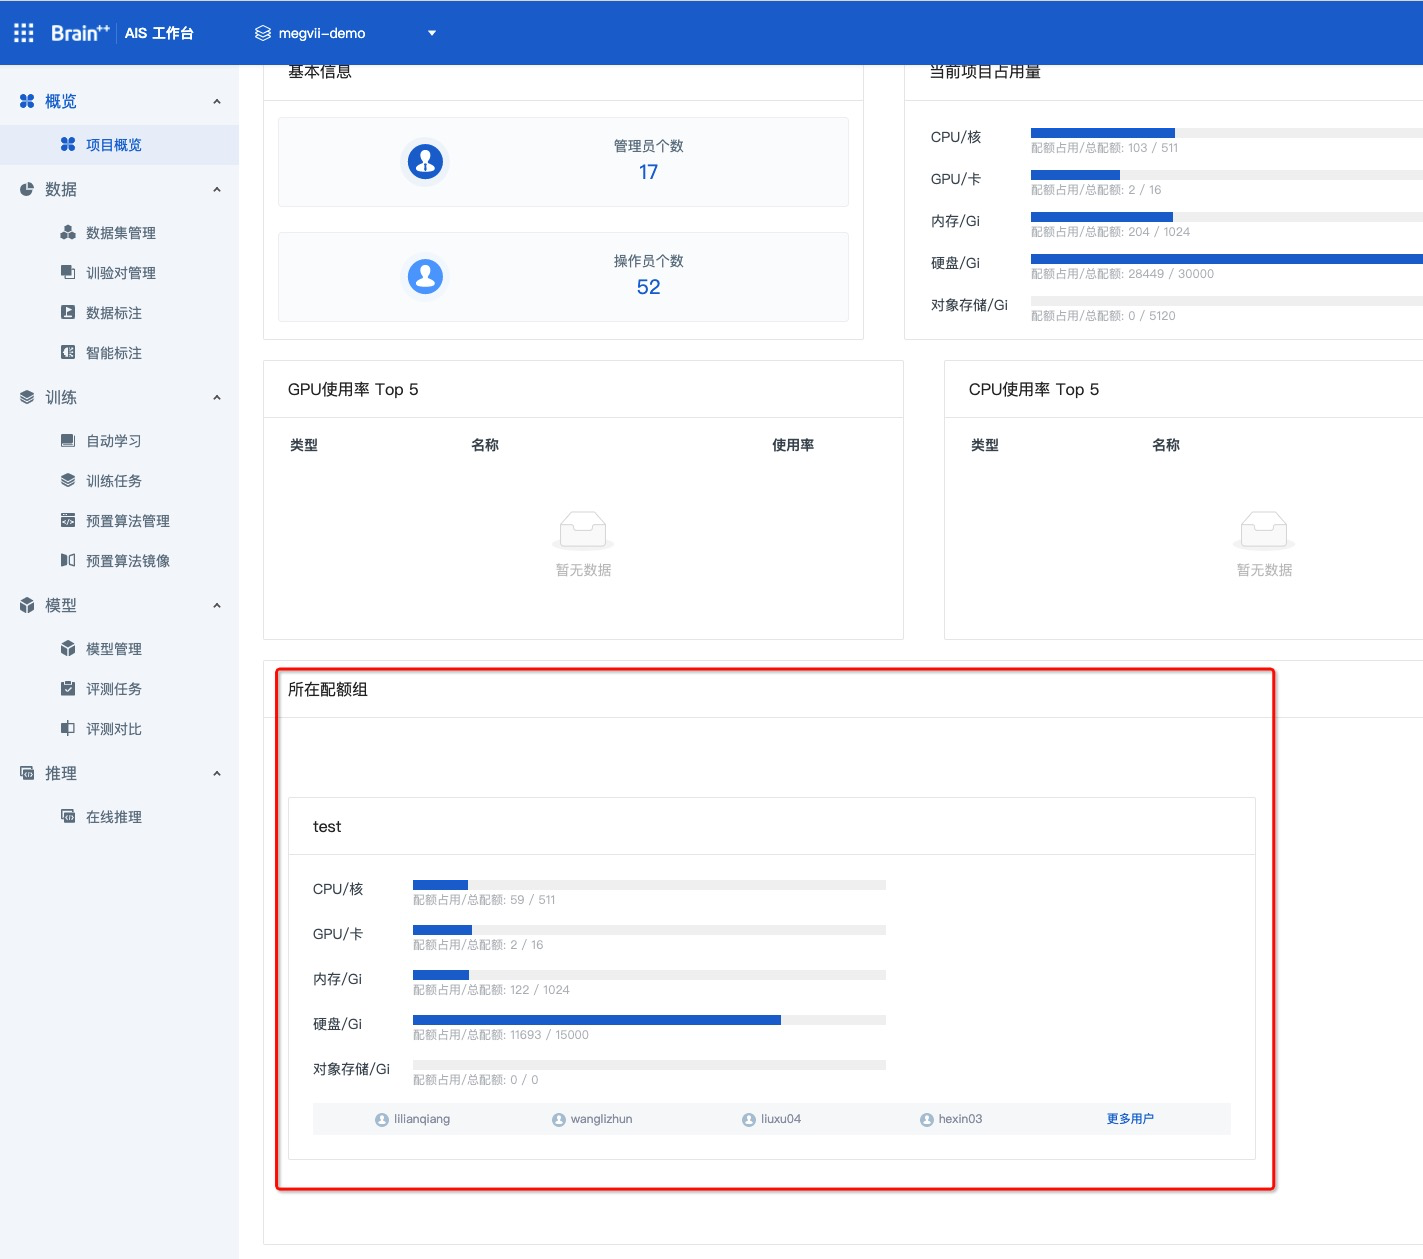 Brain++ AIS 工作台 megvii-demo
概览
项目概览
数据
数据集管理
训验对管理
数据标注
智能标注
训练
自动学习
训练任务
预置算法管理
预置算法镜像
模型
模型管理
评测任务
评测对比
推理
在线推理
基本信息
管理员个数
17
操作员个数
52
当前项目占用量
CPU/核
配额占用/总配额: 103 / 511
GPU/卡
配额占用/总配额: 2 / 16
内存/Gi
配额占用/总配额: 204 / 1024
硬盘/Gi
配额占用/总配额: 28449 / 30000
对象存储/Gi
配额占用/总配额: 0 / 5120
GPU使用率 Top 5
类型 名称 使用率
暂无数据
CPU使用率 Top 5
类型 名称
暂无数据
所在配额组
test
CPU/核
配额占用/总配额: 59 / 511
GPU/卡
配额占用/总配额: 2 / 16
内存/Gi
配额占用/总配额: 122 / 1024
硬盘/Gi
配额占用/总配额: 11693 / 15000
对象存储/Gi
配额占用/总配额: 0 / 0
lilianqiang wanglizhun liuxu04 hexin03 更多用户